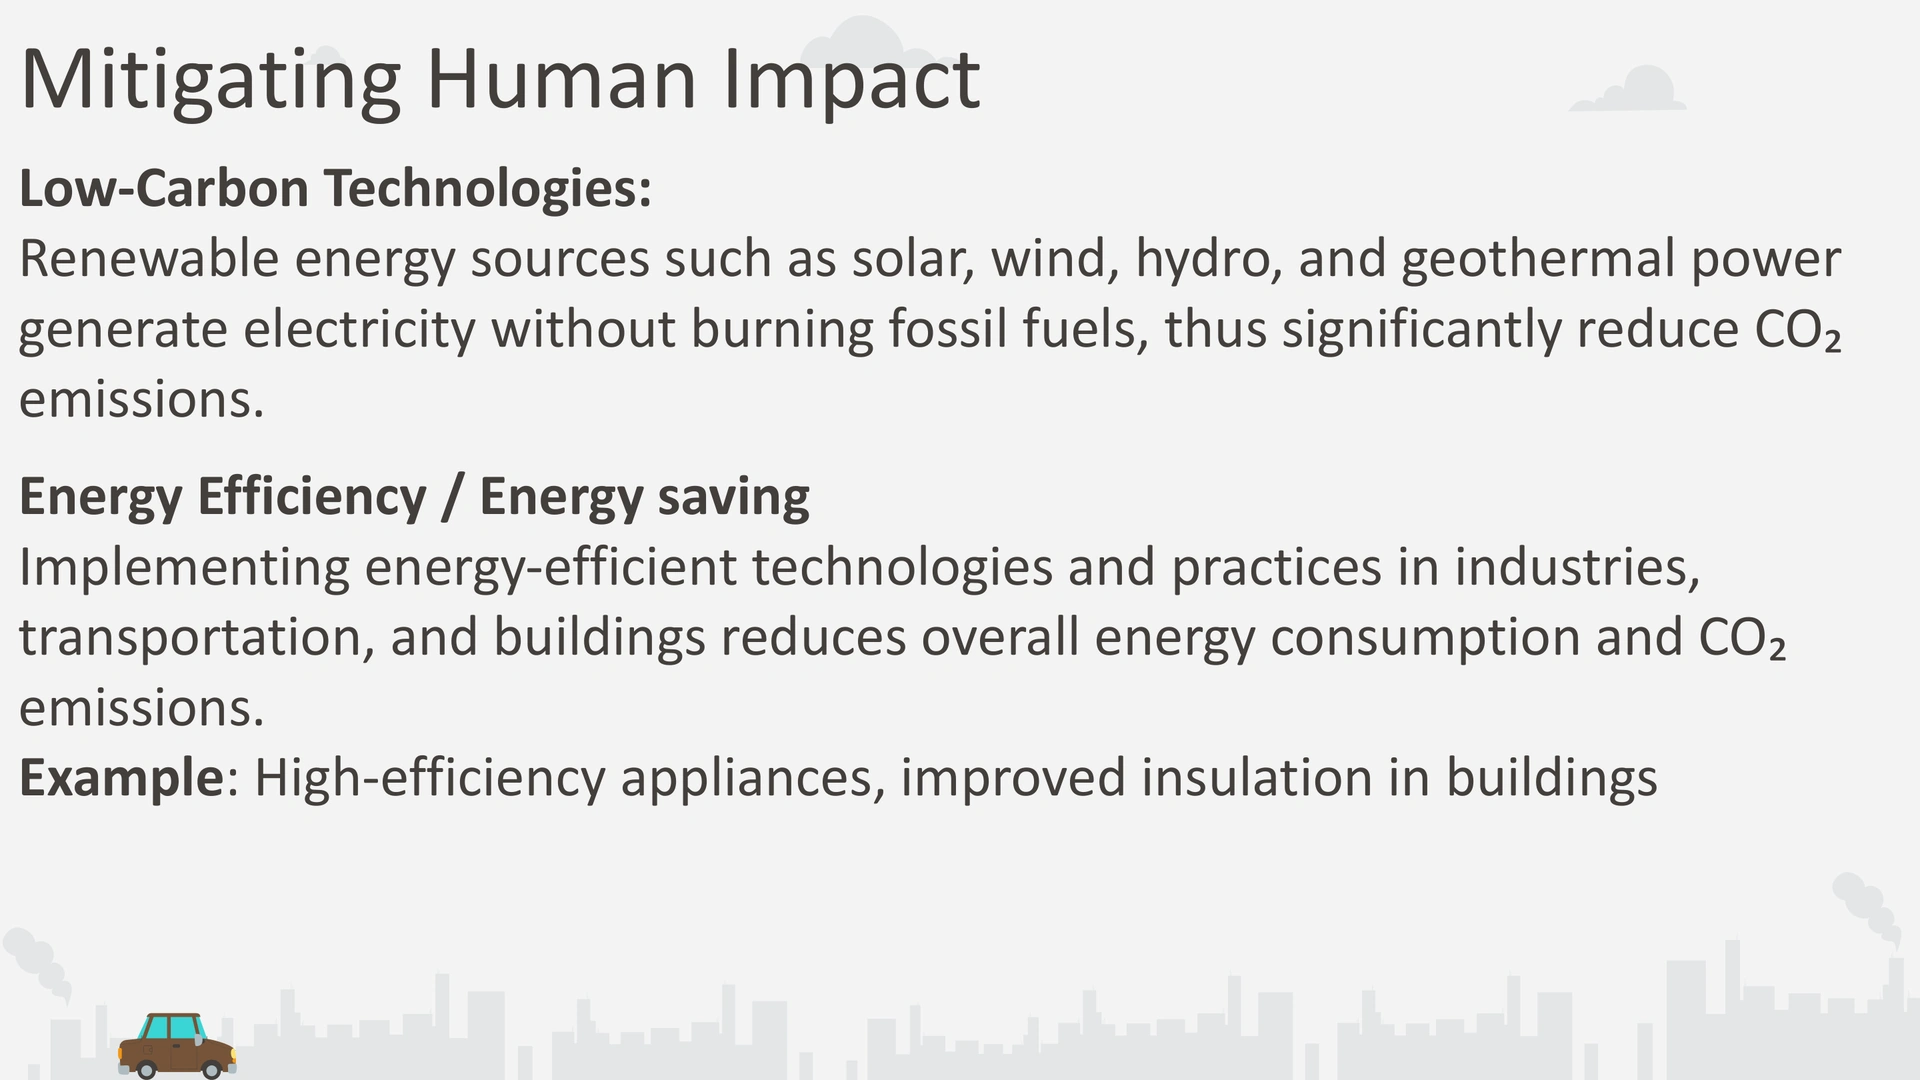 Mitigating Human Impact
Low-Carbon Technologies:
Renewable energy sources such as solar, wind, hydro, and geothermal power
generate electricity without burning fossil fuels, thus significantly reduce CO₂
emissions.
Energy Efficiency / Energy saving
Implementing energy-efficient technologies and practices in industries,
transportation, and buildings reduces overall energy consumption and CO₂
emissions.
Example: High-efficiency appliances, improved insulation in buildings